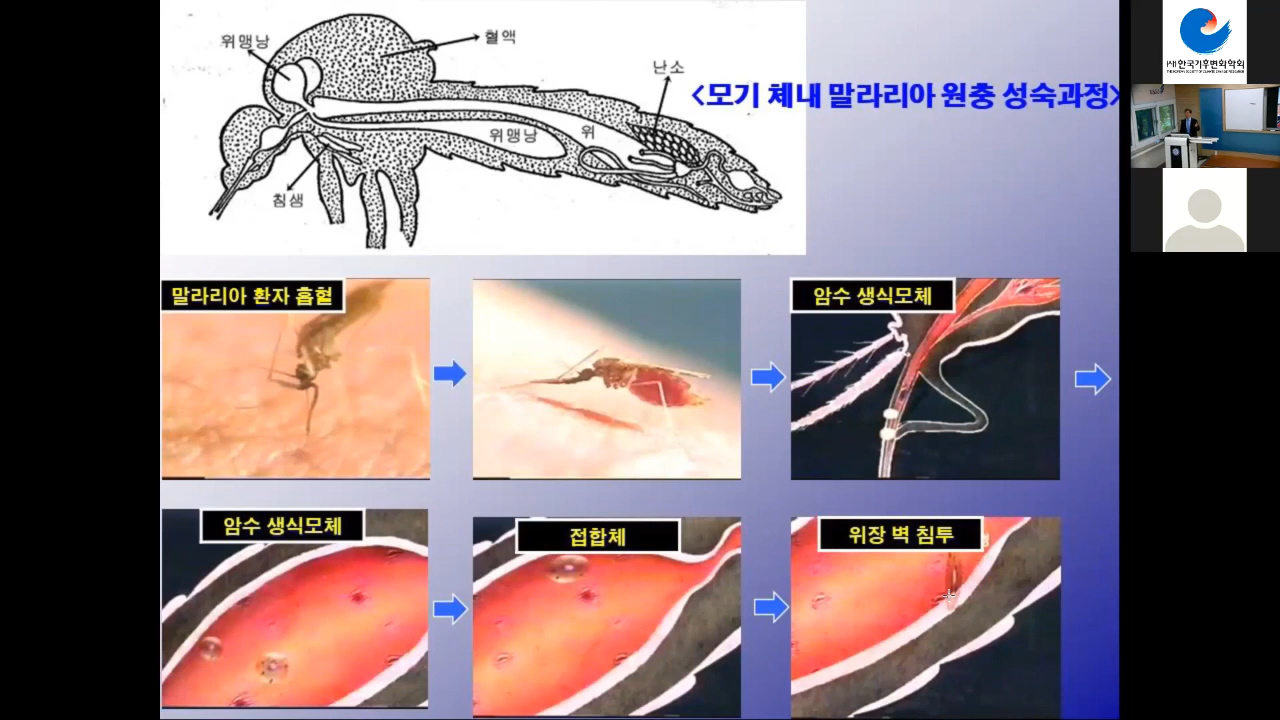 위맹낭
혈액
난소
<모기 체내 말라리아 원충 성숙과정>
위맹낭
위
침샘
말라리아 환자 흡혈
암수 생식모체
암수 생식모체
접합체
위장 벽 침투
(사)한국기후변화학회